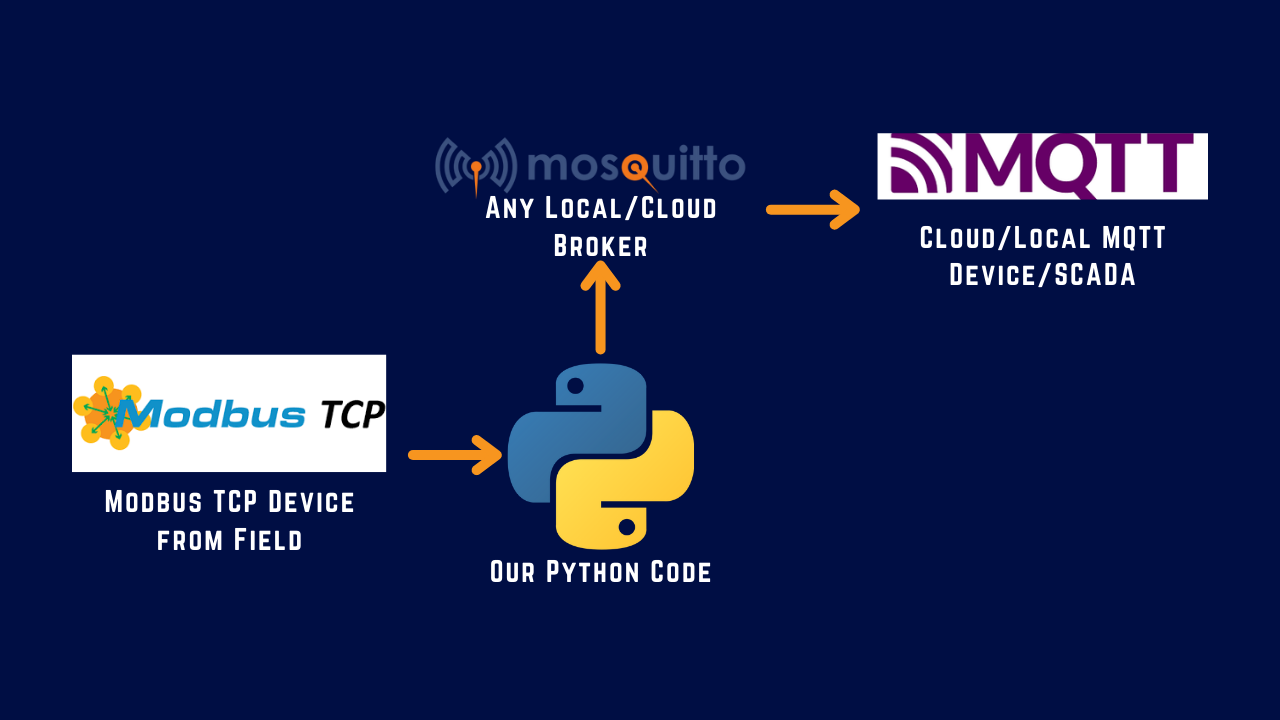 mosquitto
Any Local/Cloud
Broker
MQTT
Cloud/Local MQTT
Device/SCADA
Modbus TCP
Modbus TCP Device
from Field
Our Python Code